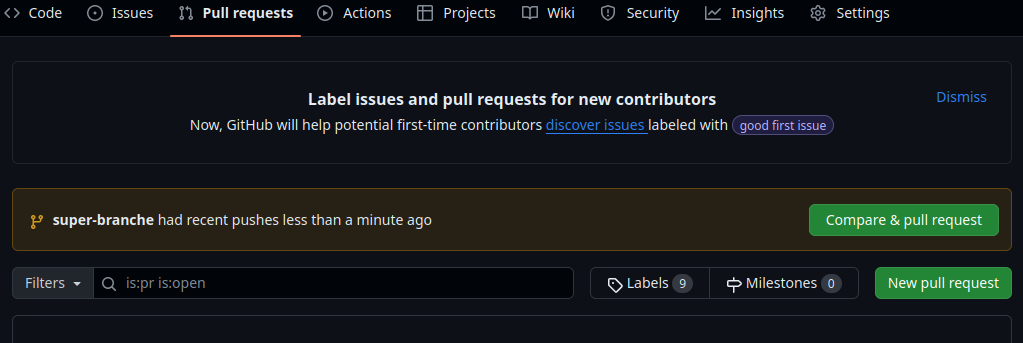 Code Issues Pull requests Actions Projects Wiki Security Insights Settings
Label issues and pull requests for new contributors
Dismiss
Now, GitHub will help potential first-time contributors discover issues labeled with good first issue
super-branche had recent pushes less than a minute ago
Compare & pull request
Filters is:pr is:open Labels 9 Milestones 0 New pull request